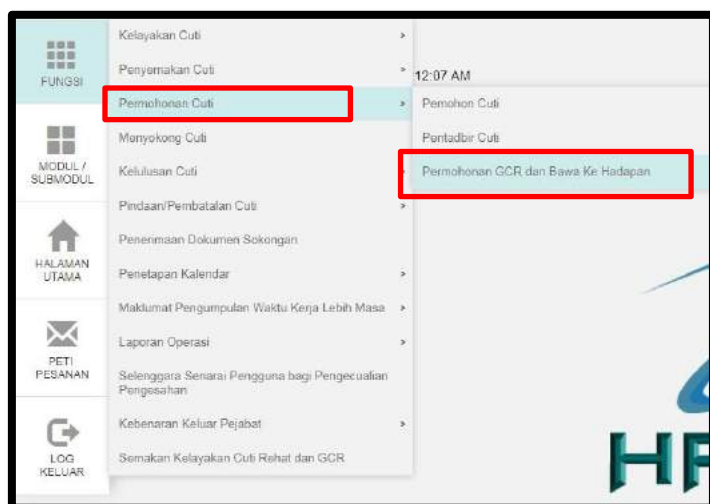 FUNGSI
MODUL /
SUBMODUL
HALAMAN
UTAMA
PETI
PESANAN
LOG
KELUAR
Kelayakan Cuti
Penyemakan Cuti
Permohonan Cuti
Menyokong Cuti
Kelulusan Cuti
Pindaan/Pembatalan Cuti
Penerimaan Dokumen Sokongan
Penetapan Kalendar
Maklumat Pengumpulan Waktu Kerja Lebih Masa
Laporan Operasi
Selenggara Senarai Pengguna bagi Pengecualian
Pengesahan
Kebenaran Keluar Pejabat
Semakan Kelayakan Cuti Rehat dan GCR
12:07 AM
Pemohon Cuti
Pentadbir Cuti
Permohonan GCR dan Bawa Ke Hadapan